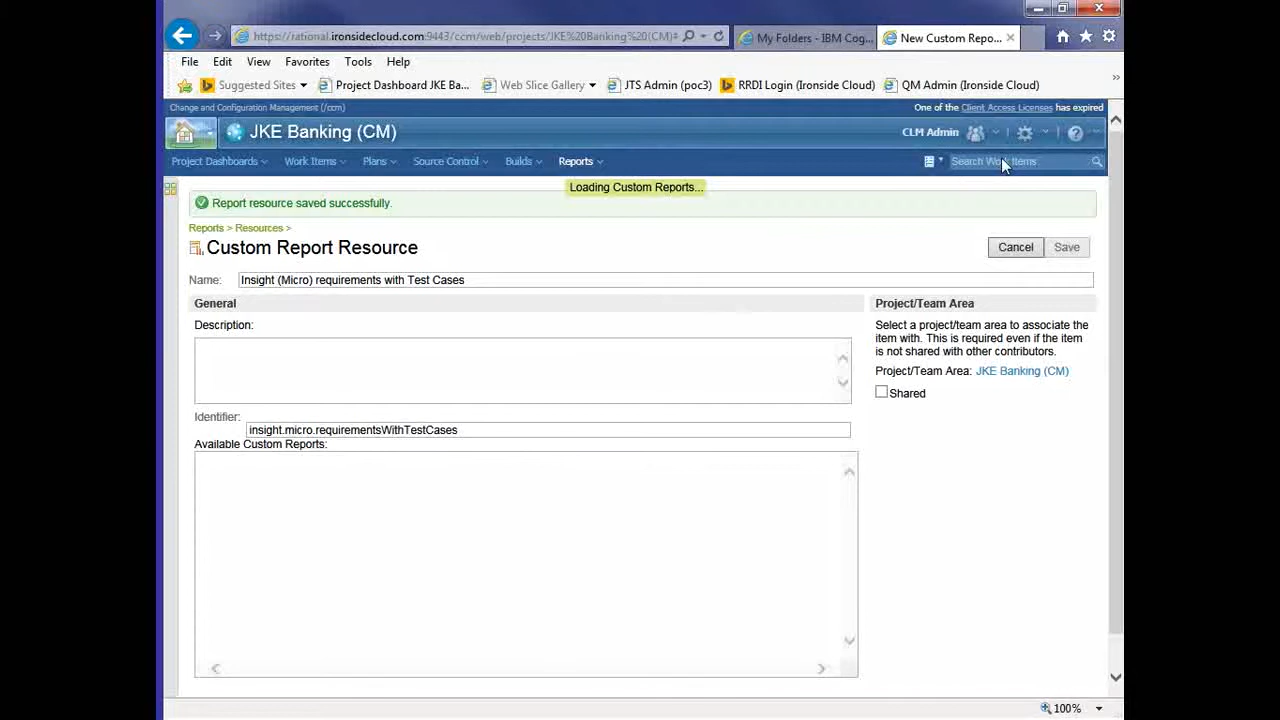 https://rational.ironsidecloud.com:9443/ccm/web/projects/JKE%20Banking%20(CM)#
My Folders - IBM Cog...
New Custom Repo...
File Edit View Favorites Tools Help
Suggested Sites
Project Dashboard JKE Ba...
Web Slice Gallery
JTS Admin (poc3)
RRDI Login (Ironside Cloud)
QM Admin (Ironside Cloud)
Change and Configuration Management (/ccm)
One of the Client Access Licenses has expired
JKE Banking (CM)
CLM Admin
Project Dashboards Work Items Plans Source Control Builds Reports
Search Work Items
Loading Custom Reports...
Report resource saved successfully.
Reports > Resources >
Custom Report Resource
Cancel Save
Name: Insight (Micro) requirements with Test Cases
General
Description:
Identifier:
insight.micro.requirementsWithTestCases
Available Custom Reports:
Project/Team Area
Select a project/team area to associate the
item with. This is required even if the item
is not shared with other contributors.
Project/Team Area: JKE Banking (CM)
Shared
100%